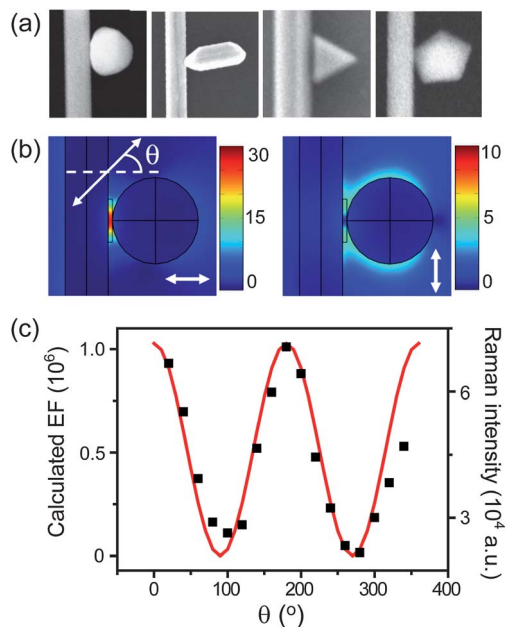 (a)
(b)
θ
30
15
0
10
5
0
(c)
Calculated EF (10⁶)
1.0
0.5
0
Raman intensity (10⁴ a.u.)
6
3
0 100 200 300 400
θ (°)